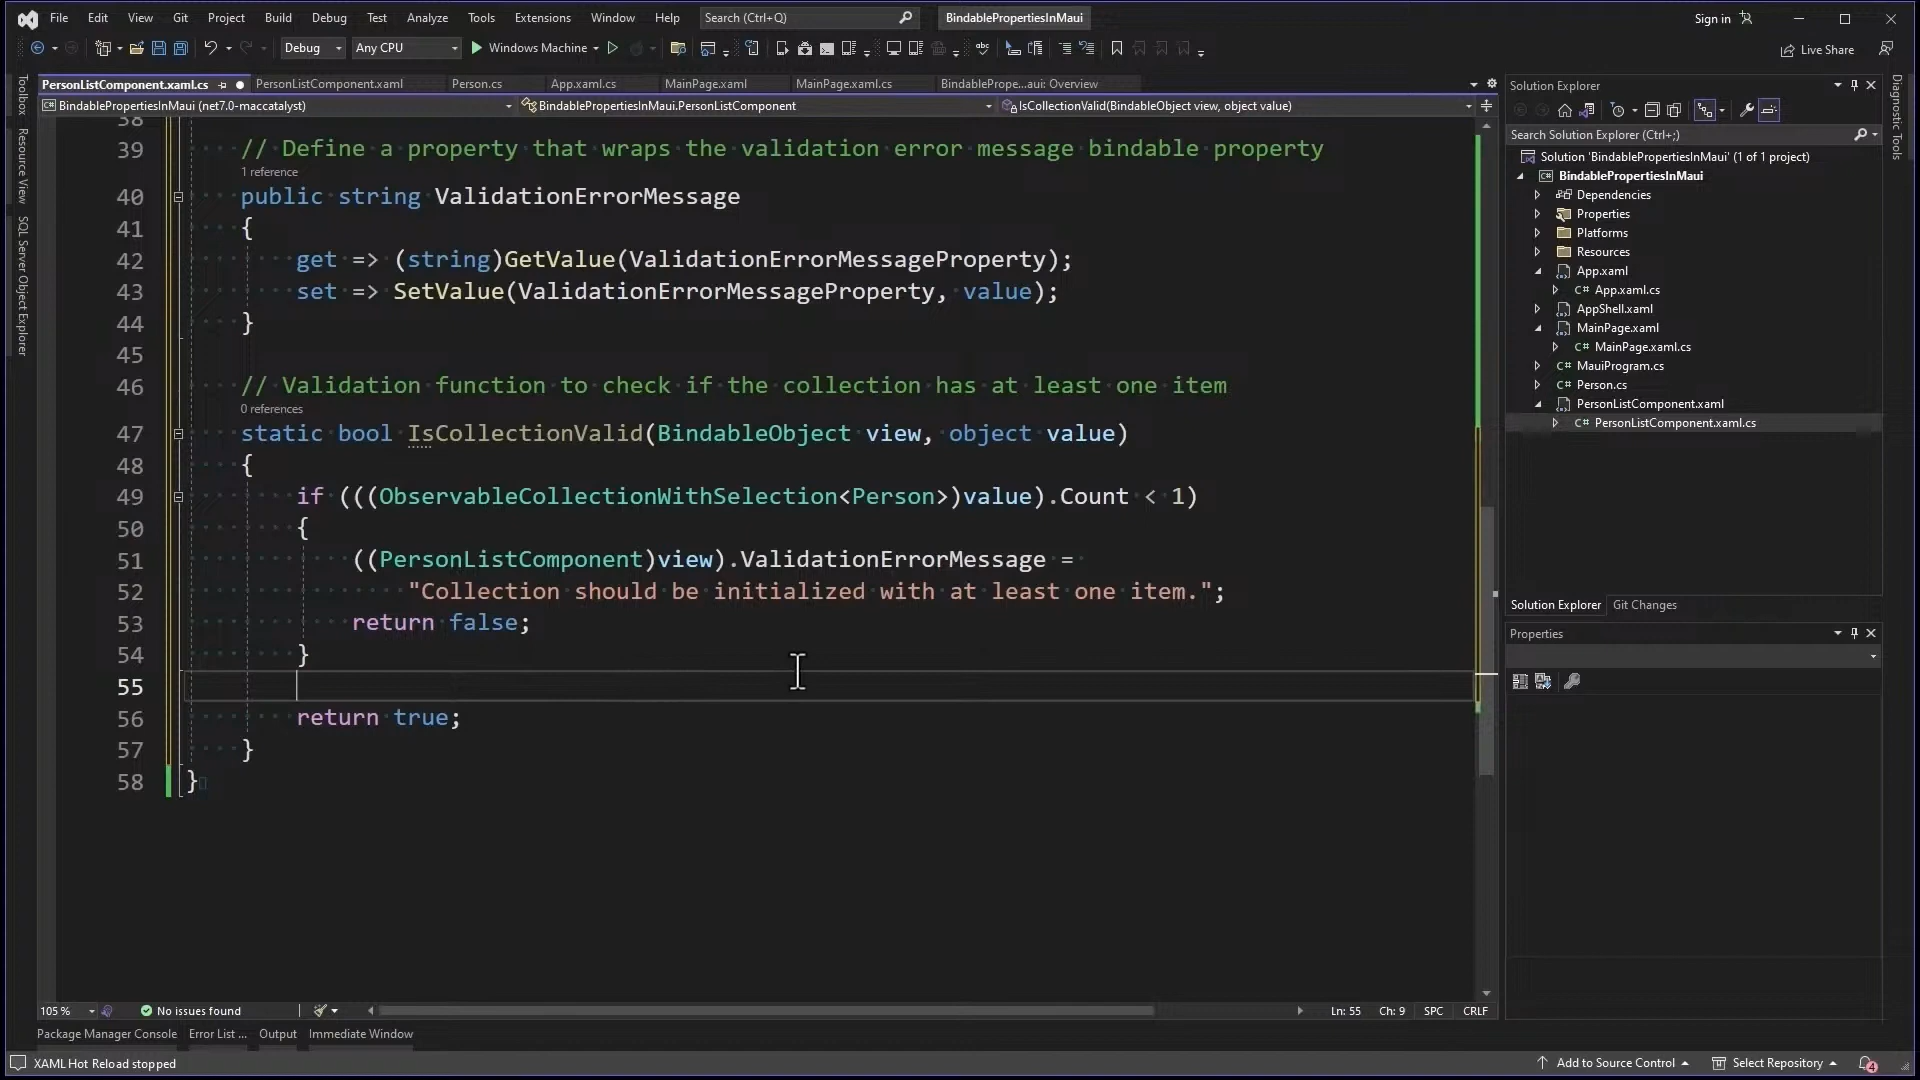 File Edit View Git Project Build Debug Test Analyze Tools Extensions Window Help Search (Ctrl+Q) BindablePropertiesInMaui Sign in
Debug Any CPU Windows Machine Live Share
PersonListComponent.xaml.cs PersonListComponent.xaml Person.cs App.xaml.cs MainPage.xaml MainPage.xaml.cs BindablePrope...aui: Overview
BindablePropertiesInMaui (net7.0-maccatalyst) BindablePropertiesInMaui.PersonListComponent IsCollectionValid(BindableObject view, object value)
Toolbox
Resource View
SQL Server Object Explorer
38
39 // Define a property that wraps the validation error message bindable property
1 reference
40 public string ValidationErrorMessage
41 {
42 get => (string)GetValue(ValidationErrorMessageProperty);
43 set => SetValue(ValidationErrorMessageProperty, value);
44 }
45
46 // Validation function to check if the collection has at least one item
0 references
47 static bool IsCollectionValid(BindableObject view, object value)
48 {
49 if (((ObservableCollectionWithSelection<Person>)value).Count < 1)
50 {
51 ((PersonListComponent)view).ValidationErrorMessage =
52 "Collection should be initialized with at least one item.";
53 return false;
54 }
55
56 return true;
57 }
58 }
105 % No issues found Ln: 55 Ch: 9 SPC CRLF
Package Manager Console Error List ... Output Immediate Window
XAML Hot Reload stopped Add to Source Control Select Repository 4
Solution Explorer
Search Solution Explorer (Ctrl+;)
Solution 'BindablePropertiesInMaui' (1 of 1 project)
BindablePropertiesInMaui
Dependencies
Properties
Platforms
Resources
App.xaml
C# App.xaml.cs
AppShell.xaml
MainPage.xaml
C# MainPage.xaml.cs
C# MauiProgram.cs
C# Person.cs
PersonListComponent.xaml
C# PersonListComponent.xaml.cs
Solution Explorer Git Changes
Properties
Diagnostic Tools